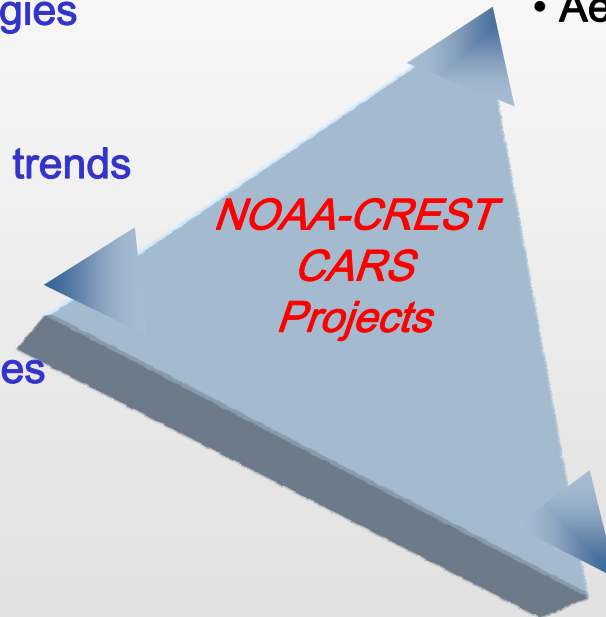 gies
• Ae
trends
NOAA-CREST
CARS
Projects
es